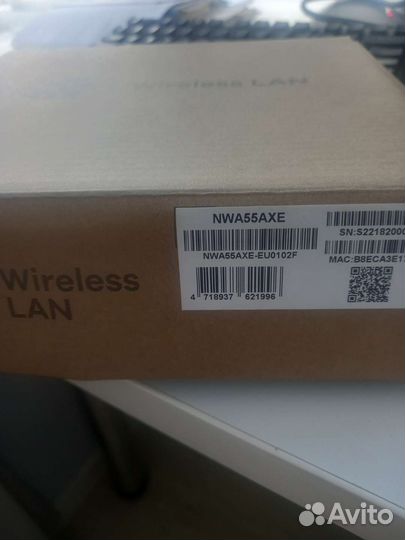 Wireless LAN
NWA55AXE
NWA55AXE-EU0102F
4 718937 621996
SN:S22182000
MAC:B8ECA3E1
Wireless
LAN
Avito